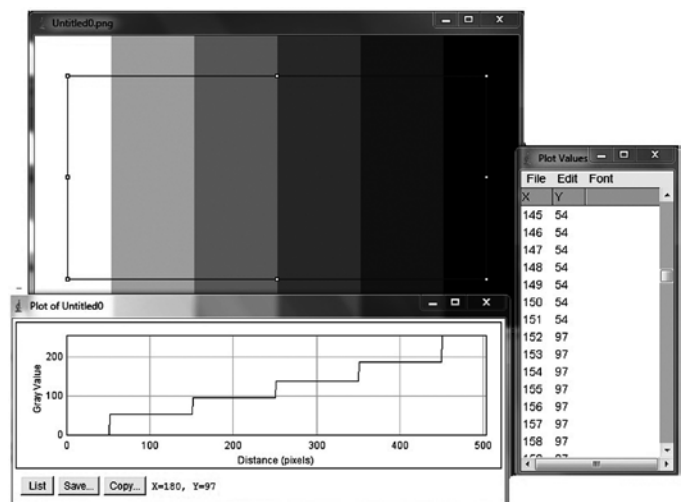 Untitled0.png
Plot Values
File Edit Font
X Y
145 54
146 54
147 54
148 54
149 54
150 54
151 54
152 97
153 97
154 97
155 97
156 97
157 97
158 97
Plot of Untitled0
200
100
0
Gray Value
0 100 200 300 400 500
Distance (pixels)
List Save... Copy... X=180, Y=97